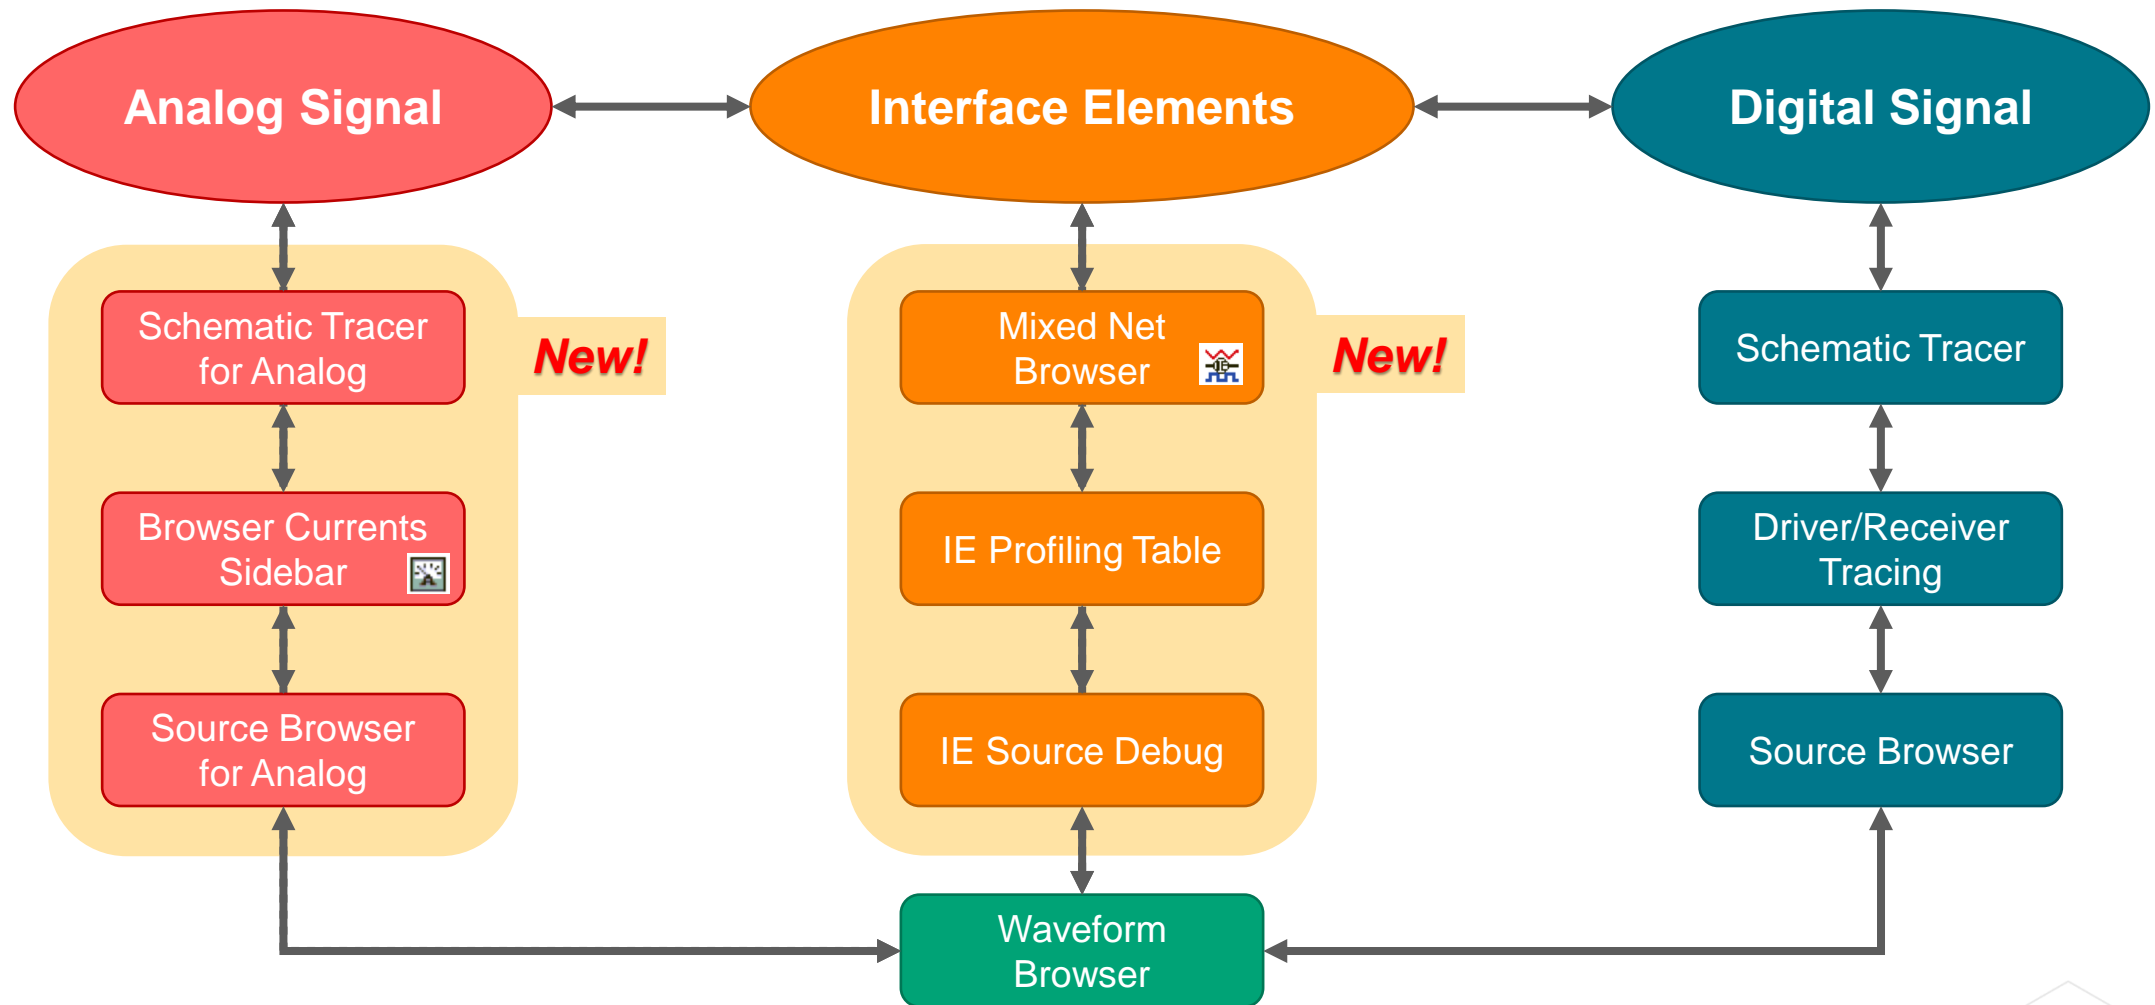 Analog Signal
Interface Elements
Digital Signal
Schematic Tracer
for Analog
New!
Browser Currents
Sidebar
Source Browser
for Analog
Mixed Net
Browser
New!
IE Profiling Table
IE Source Debug
Schematic Tracer
Driver/Receiver
Tracing
Source Browser
Waveform
Browser